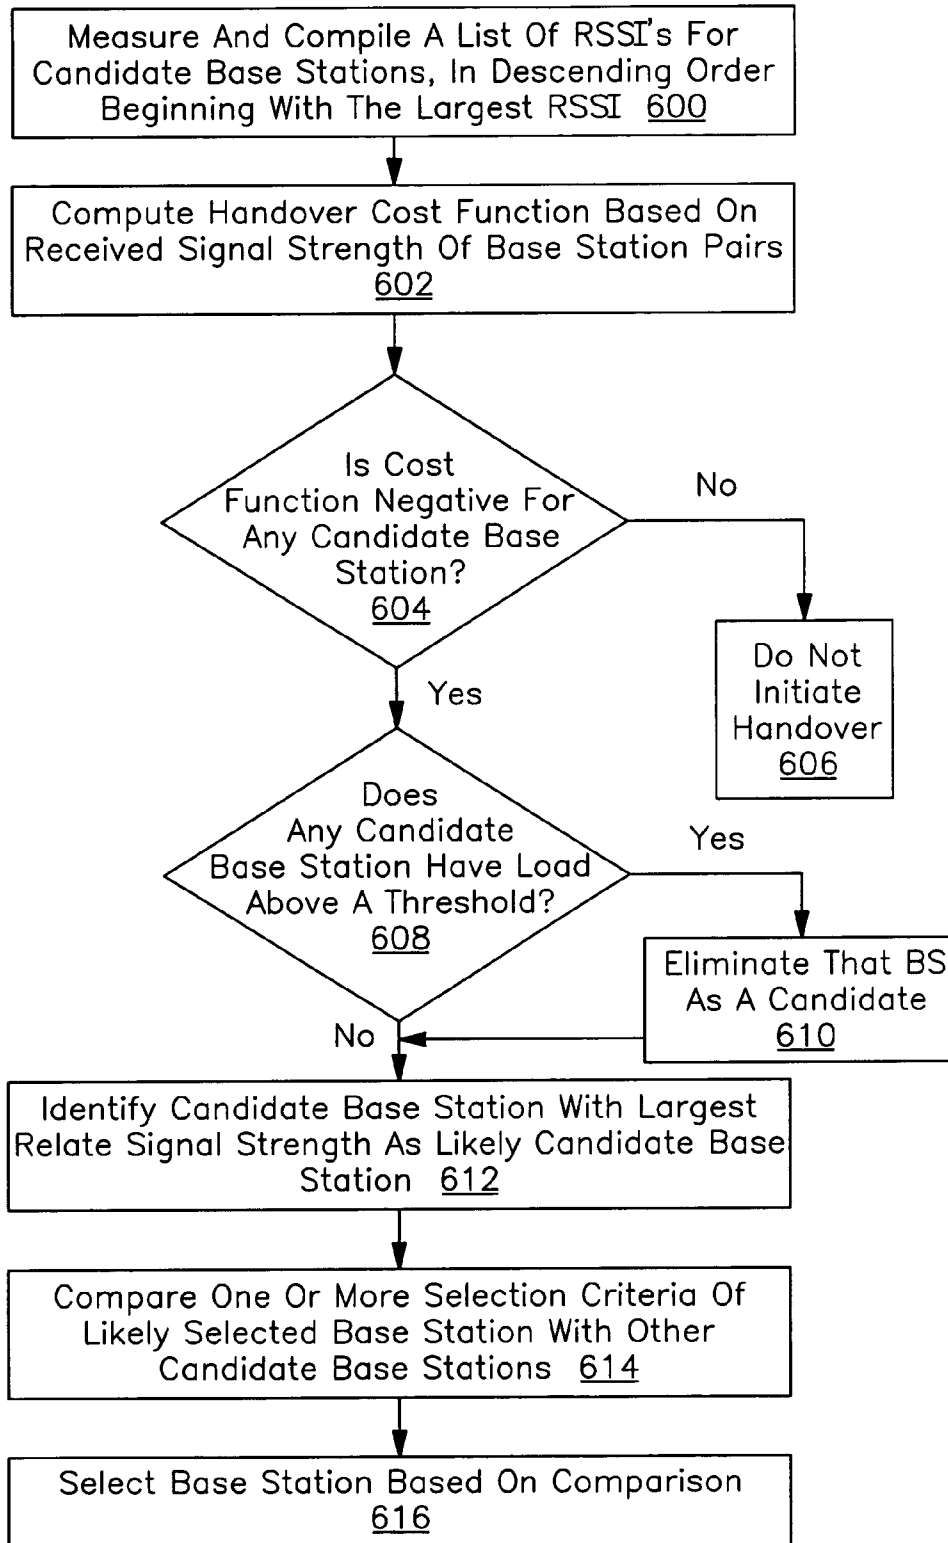 Measure And Compile A List Of RSSI's For
Candidate Base Stations, In Descending Order
Beginning With The Largest RSSI 600
Compute Handover Cost Function Based On
Received Signal Strength Of Base Station Pairs
602
Is Cost
Function Negative For
Any Candidate Base
Station?
604
No
Do Not
Initiate
Handover
606
Yes
Does
Any Candidate
Base Station Have Load
Above A Threshold?
608
Yes
Eliminate That BS
As A Candidate
610
No
Identify Candidate Base Station With Largest
Relate Signal Strength As Likely Candidate Base
Station 612
Compare One Or More Selection Criteria Of
Likely Selected Base Station With Other
Candidate Base Stations 614
Select Base Station Based On Comparison
616